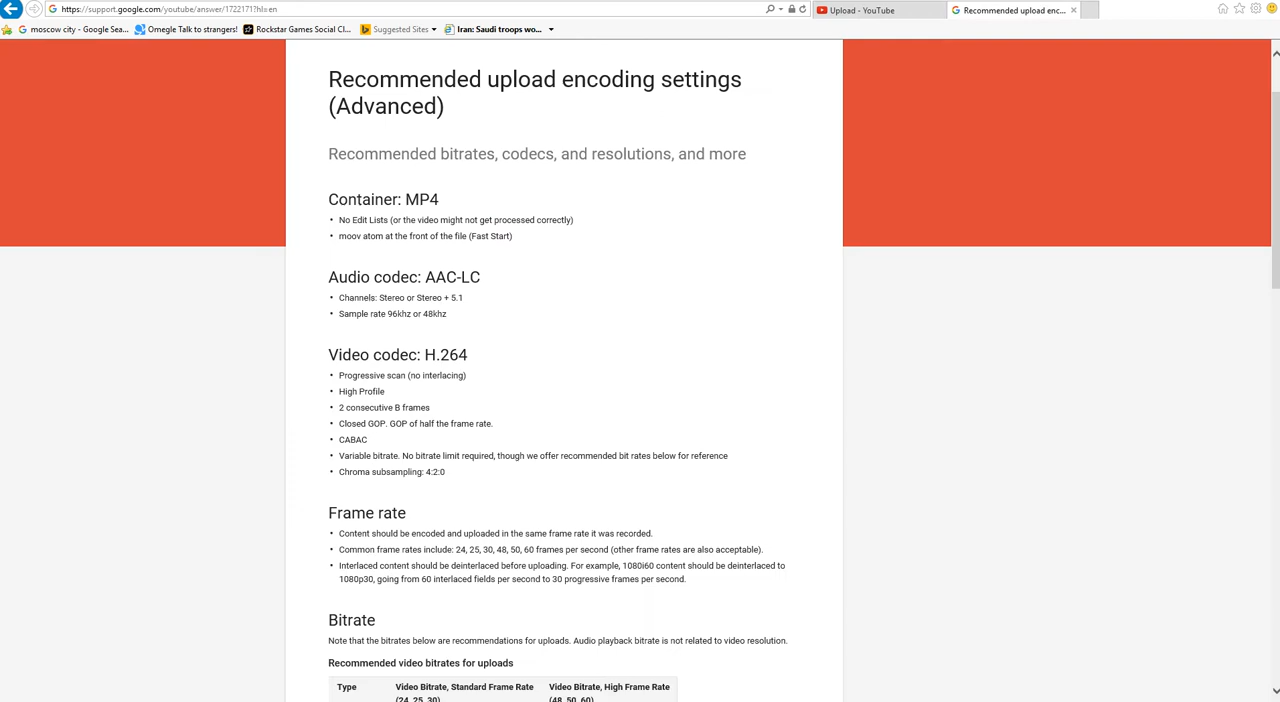 https://support.google.com/youtube/answer/1722171?hl=en
Upload - YouTube
Recommended upload enc...
moscow city - Google Sea...
Omegle Talk to strangers!
Rockstar Games Social Cl...
Suggested Sites
Iran: Saudi troops wo...
Recommended upload encoding settings
(Advanced)
Recommended bitrates, codecs, and resolutions, and more
Container: MP4
• No Edit Lists (or the video might not get processed correctly)
• moov atom at the front of the file (Fast Start)
Audio codec: AAC-LC
• Channels: Stereo or Stereo + 5.1
• Sample rate 96khz or 48khz
Video codec: H.264
• Progressive scan (no interlacing)
• High Profile
• 2 consecutive B frames
• Closed GOP. GOP of half the frame rate.
• CABAC
• Variable bitrate. No bitrate limit required, though we offer recommended bit rates below for reference
• Chroma subsampling: 4:2:0
Frame rate
• Content should be encoded and uploaded in the same frame rate it was recorded.
• Common frame rates include: 24, 25, 30, 48, 50, 60 frames per second (other frame rates are also acceptable).
• Interlaced content should be deinterlaced before uploading. For example, 1080i60 content should be deinterlaced to
1080p30, going from 60 interlaced fields per second to 30 progressive frames per second.
Bitrate
Note that the bitrates below are recommendations for uploads. Audio playback bitrate is not related to video resolution.
Recommended video bitrates for uploads
Type Video Bitrate, Standard Frame Rate Video Bitrate, High Frame Rate
(24, 25, 30) (48, 50, 60)